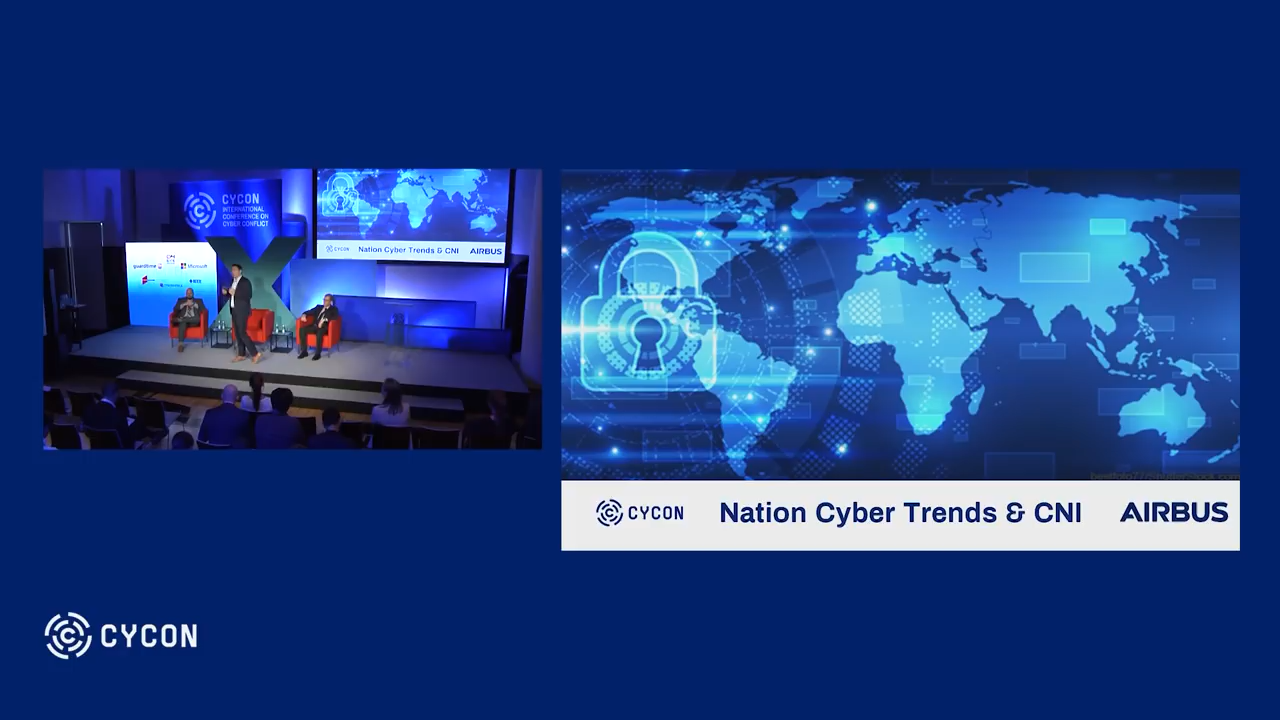 CYCON
INTERNATIONAL
CONFERENCE ON
CYBER CONFLICT
guardtime
Microsoft
CYCON
Nation Cyber Trends & CNI
AIRBUS
CYCON
Nation Cyber Trends & CNI
AIRBUS
CYCON